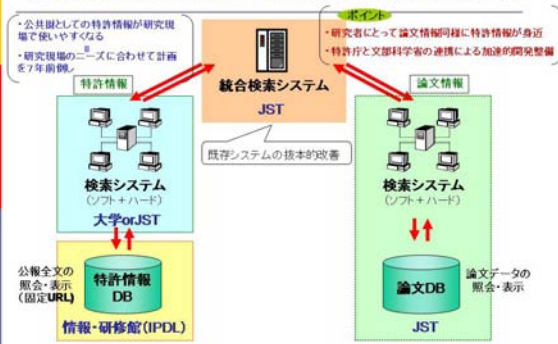 ・公共財としての特許情報が研究現
場で使いやすくなる
・研究現場のニーズに合わせて計画
を7年前倒し
ポイント
・研究者にとって論文情報同様に特許情報が身近
・特許庁と文部科学省の連携による加速的開発整備
特許情報
論文情報
統合検索システム
JST
既存システムの抜本的改善
検索システム
(ソフト+ハード)
大学orJST
検索システム
(ソフト+ハード)
公報全文の
照会・表示
(固定URL)
特許情報
DB
情報・研修館(IPDL)
論文DB
JST
論文データの
照会・表示